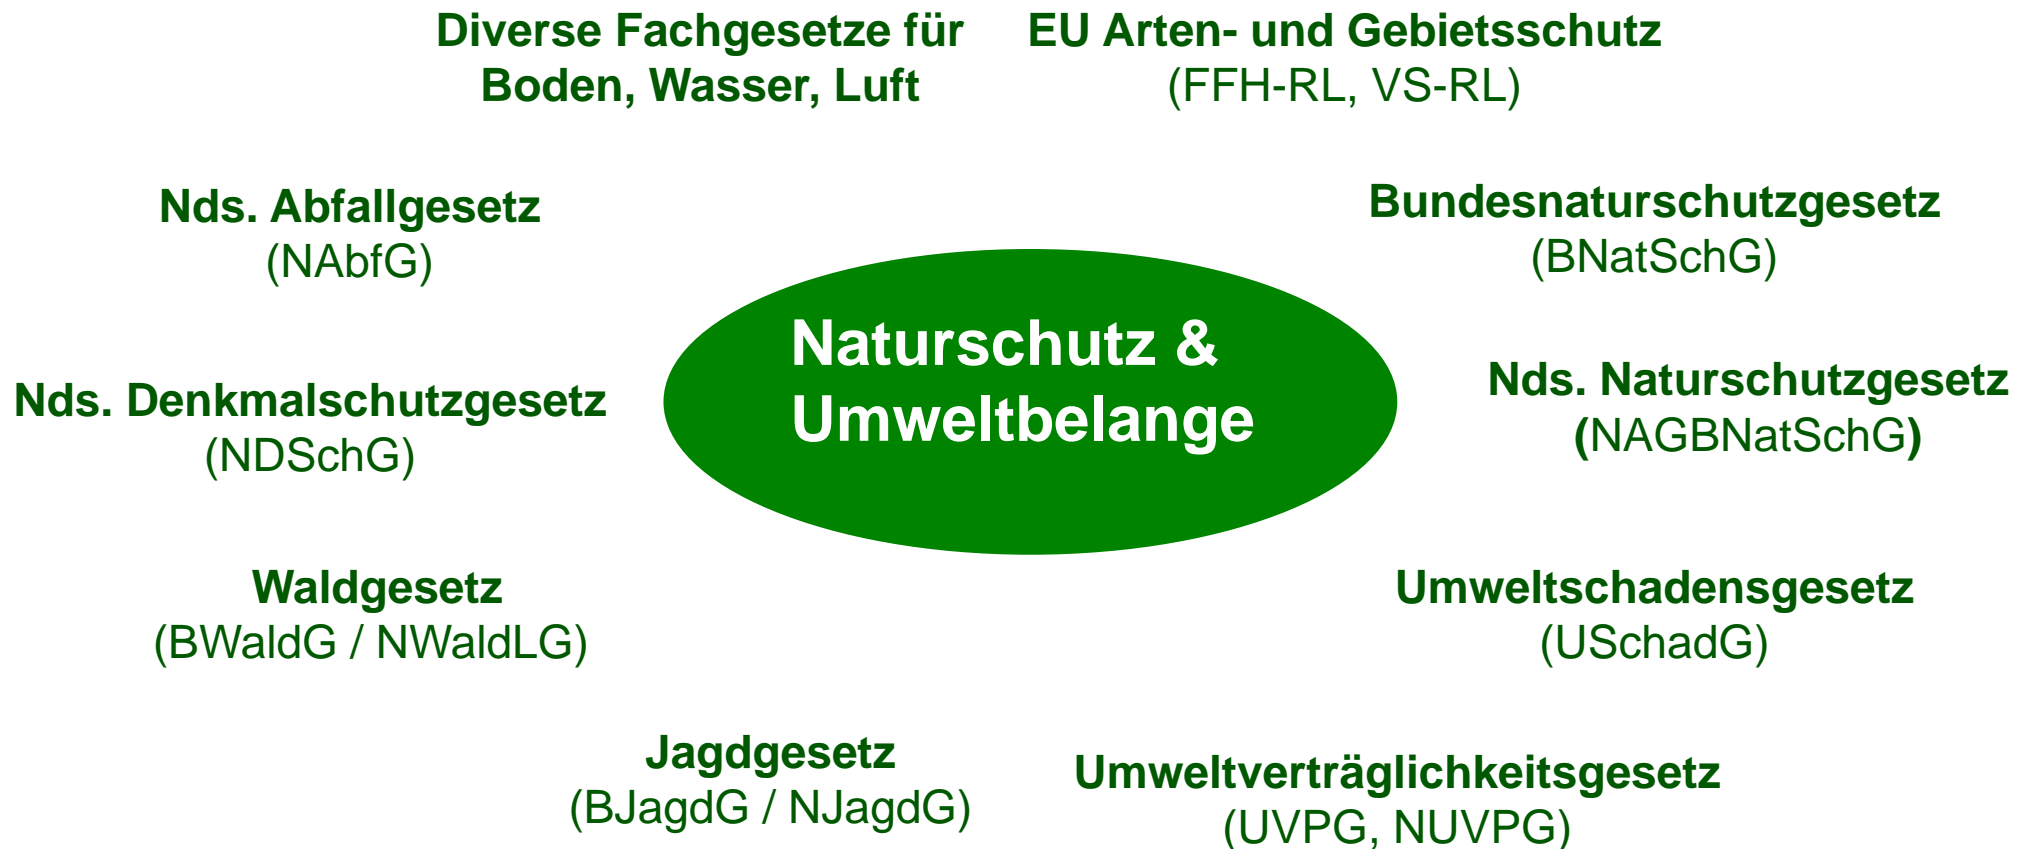 Diverse Fachgesetze für
Boden, Wasser, Luft
EU Arten- und Gebietsschutz
(FFH-RL, VS-RL)
Nds. Abfallgesetz
(NAbfG)
Bundesnaturschutzgesetz
(BNatSchG)
Naturschutz &
Umweltbelange
Nds. Denkmalschutzgesetz
(NDSchG)
Nds. Naturschutzgesetz
(NAGBNatSchG)
Waldgesetz
(BWaldG / NWaldLG)
Umweltschadensgesetz
(USchadG)
Jagdgesetz
(BJagdG / NJagdG)
Umweltverträglichkeitsgesetz
(UVPG, NUVPG)